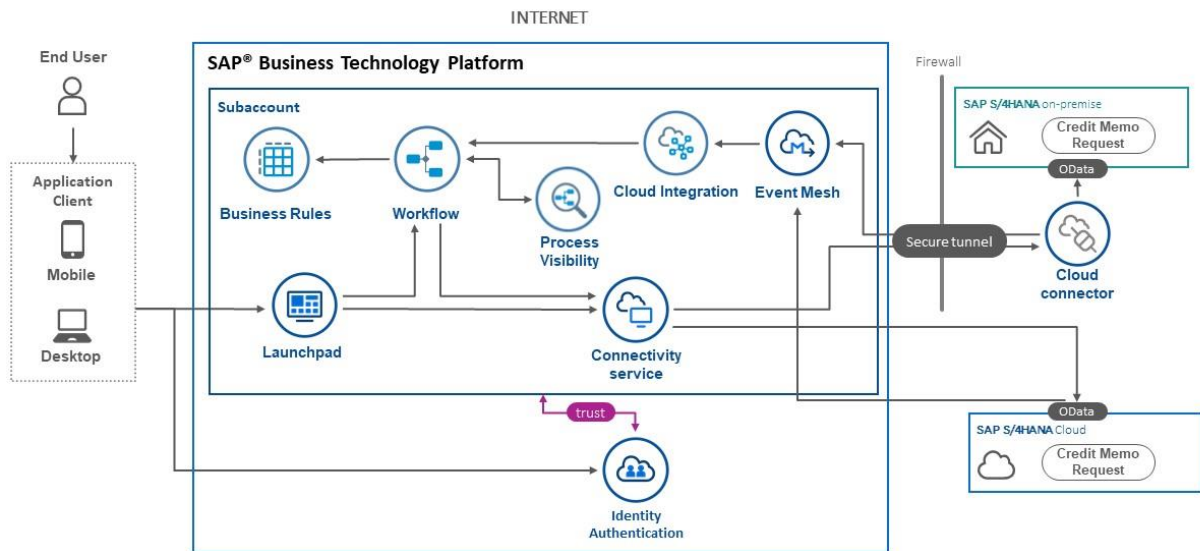 INTERNET
End User
Application
Client
Mobile
Desktop
SAP® Business Technology Platform
Subaccount
Business Rules
Workflow
Process
Visibility
Cloud Integration
Event Mesh
Launchpad
Connectivity
service
trust
Identity
Authentication
Firewall
Secure tunnel
SAP S/4HANA on-premise
Credit Memo
Request
OData
Cloud
connector
OData
SAP S/4HANA Cloud
Credit Memo
Request